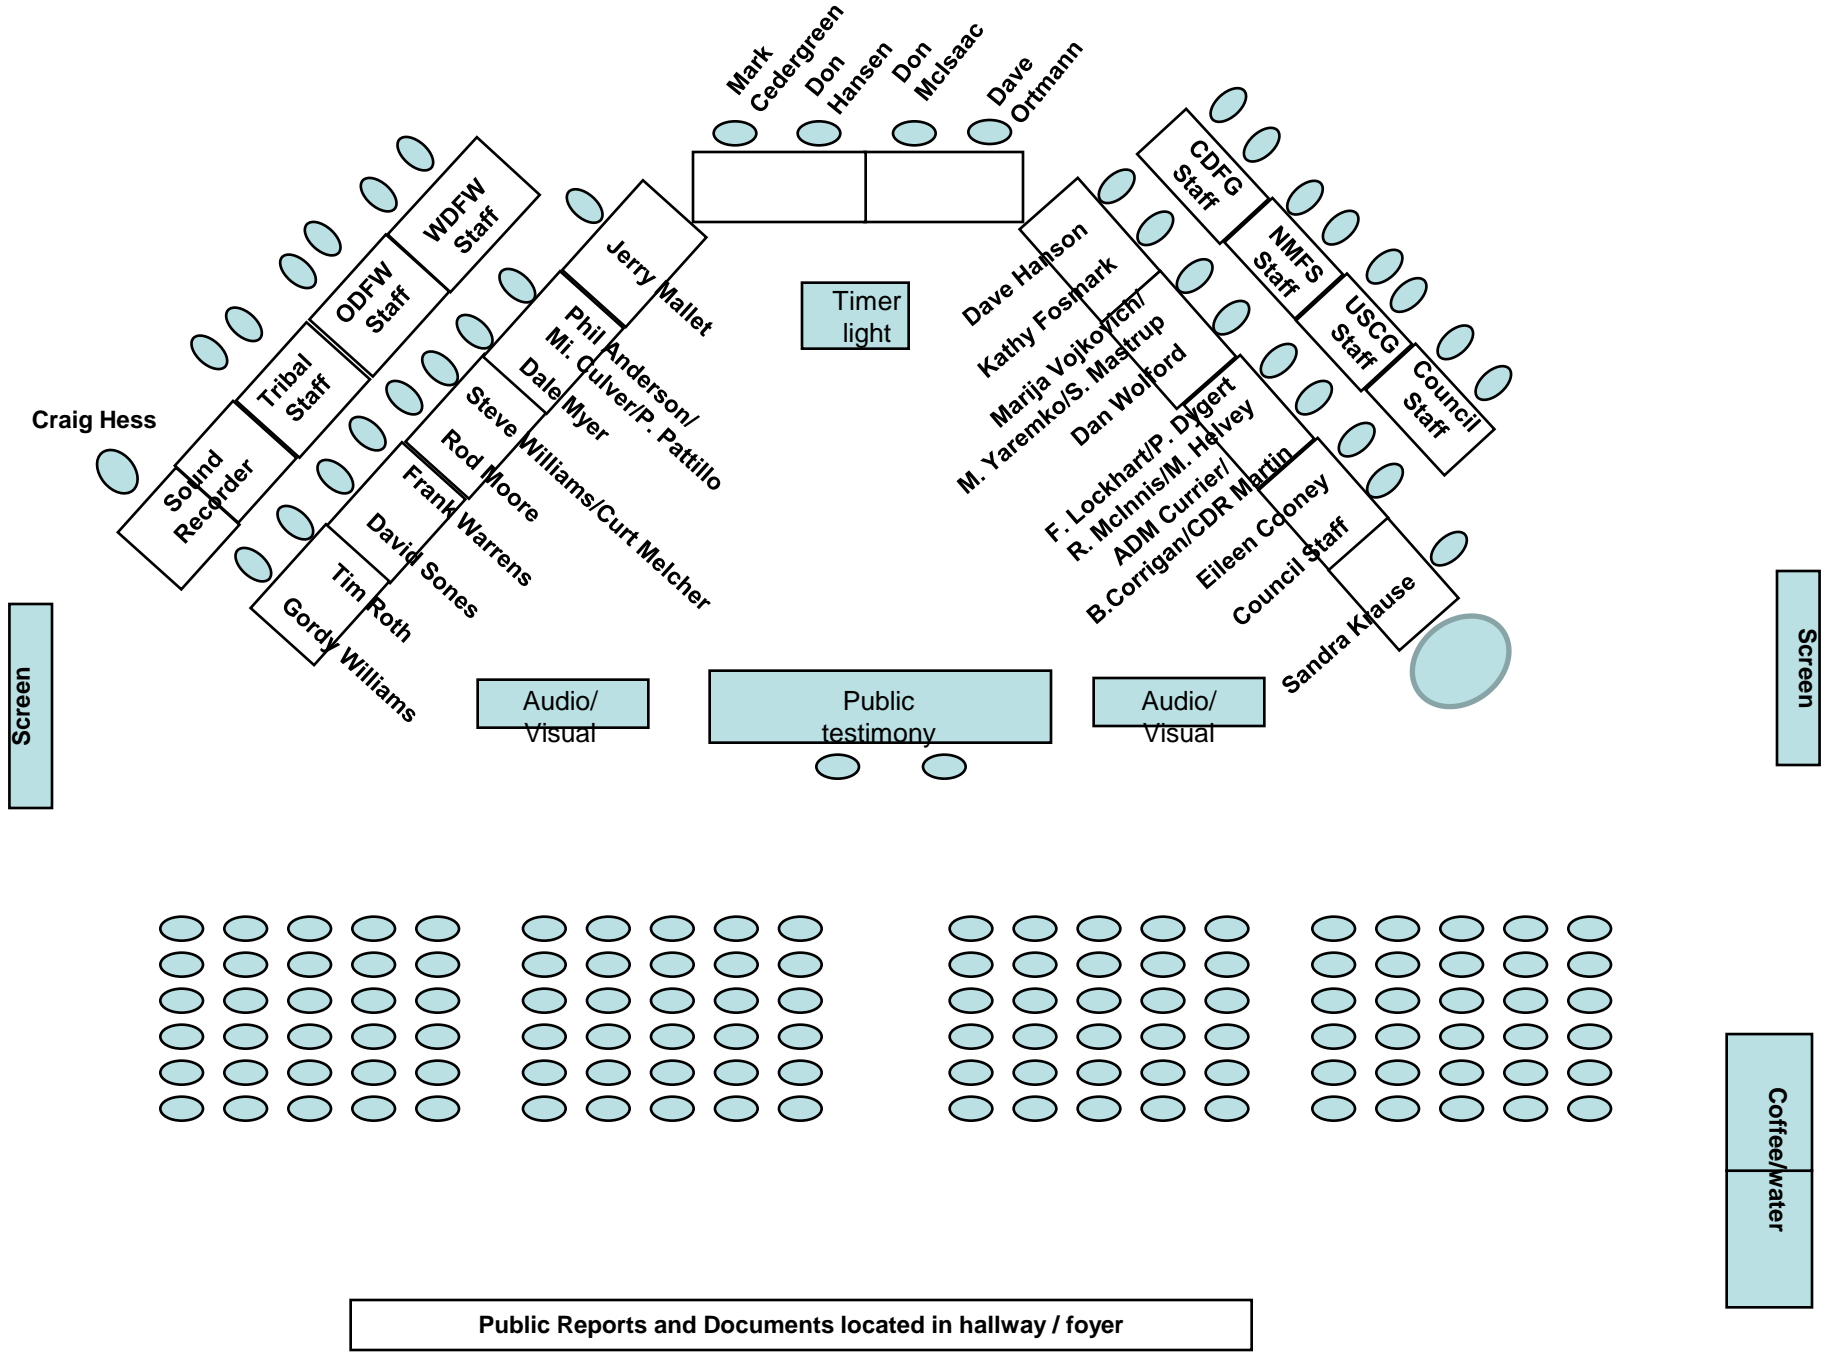 Mark
Cedergreen
Don
Hansen
Don
McIsaac
Dave
Ortmann
WDFW
Staff
ODFW
Staff
Tribal
Staff
Sound
Recorder
Craig Hess
Jerry Mallet
Phil Anderson/
Mi. Culver/P. Pattillo
Dale Myer
Steve Williams/Curt Melcher
Rod Moore
Frank Warrens
David Sones
Tim Roth
Gordy Williams
Timer
light
Dave Hanson
Kathy Fosmark
Marija Vojkovich/
M. Yaremko/S. Mastrup
Dan Wolford
F. Lockhart/P. Dygert
R. McInnis/M. Helvey
ADM Currier/
B.Corrigan/CDR Martin
Eileen Cooney
Council Staff
Sandra Krause
CDFG
Staff
NMFS
Staff
USCG
Staff
Council
Staff
Screen
Audio/
Visual
Public
testimony
Audio/
Visual
Screen
Coffee/water
Public Reports and Documents located in hallway / foyer